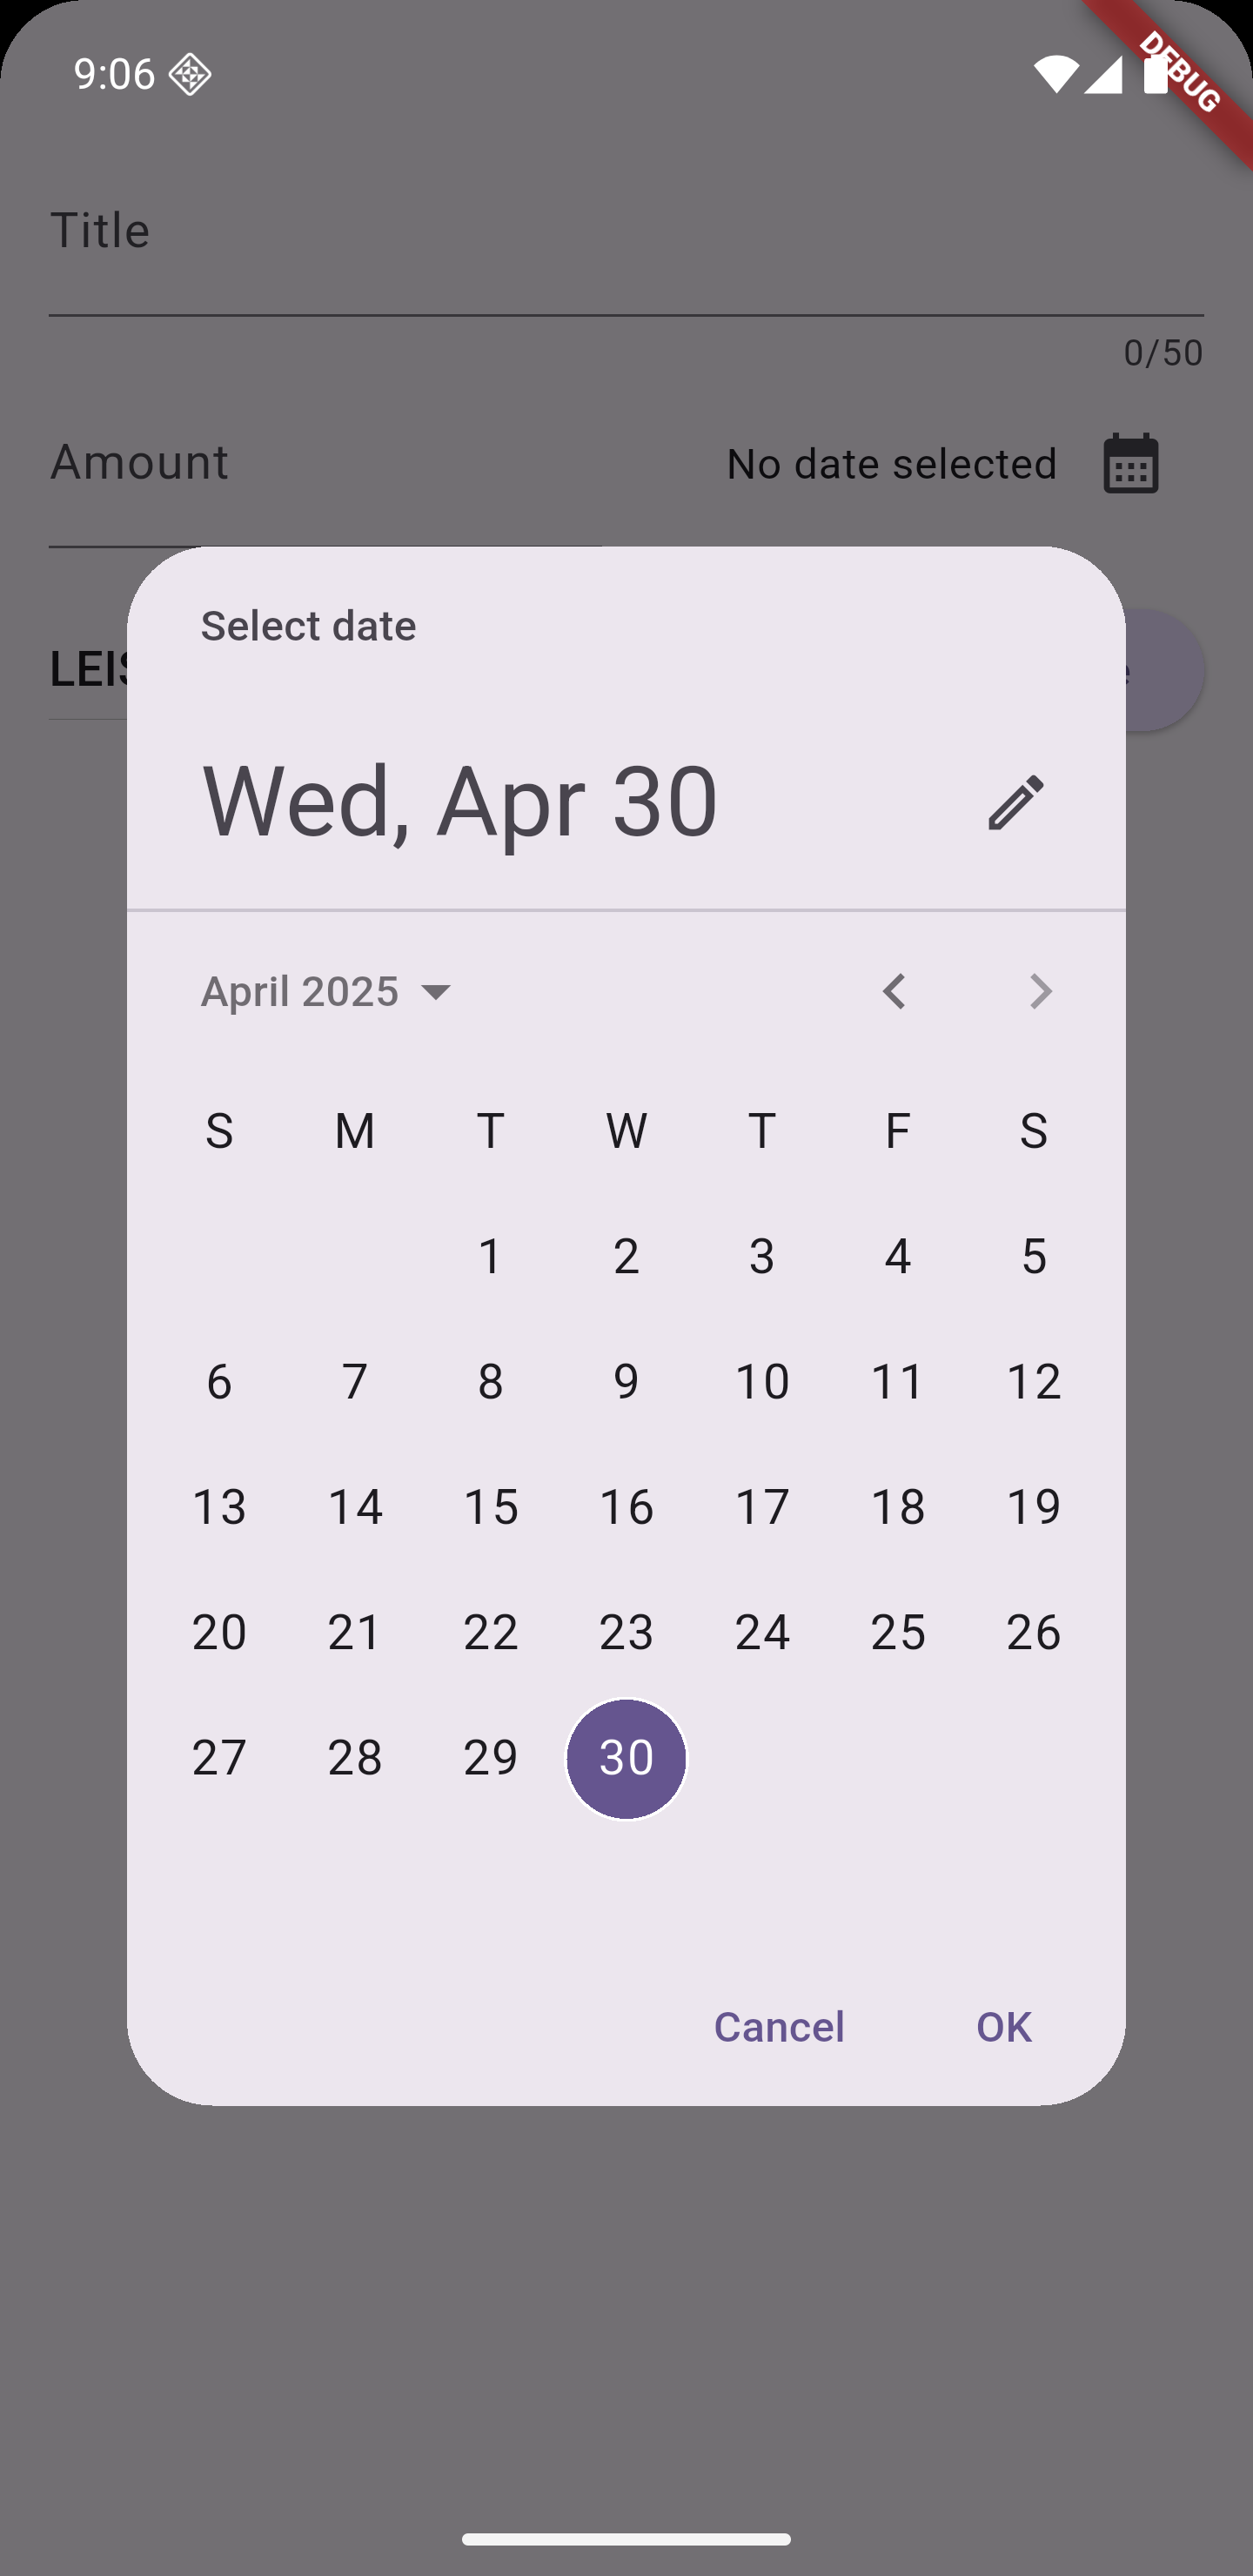 9:06
DEBUG
Title
0/50
Amount No date selected
LEIS
Select date
Wed, Apr 30
April 2025
S M T W T F S
1 2 3 4 5
6 7 8 9 10 11 12
13 14 15 16 17 18 19
20 21 22 23 24 25 26
27 28 29 30
Cancel OK